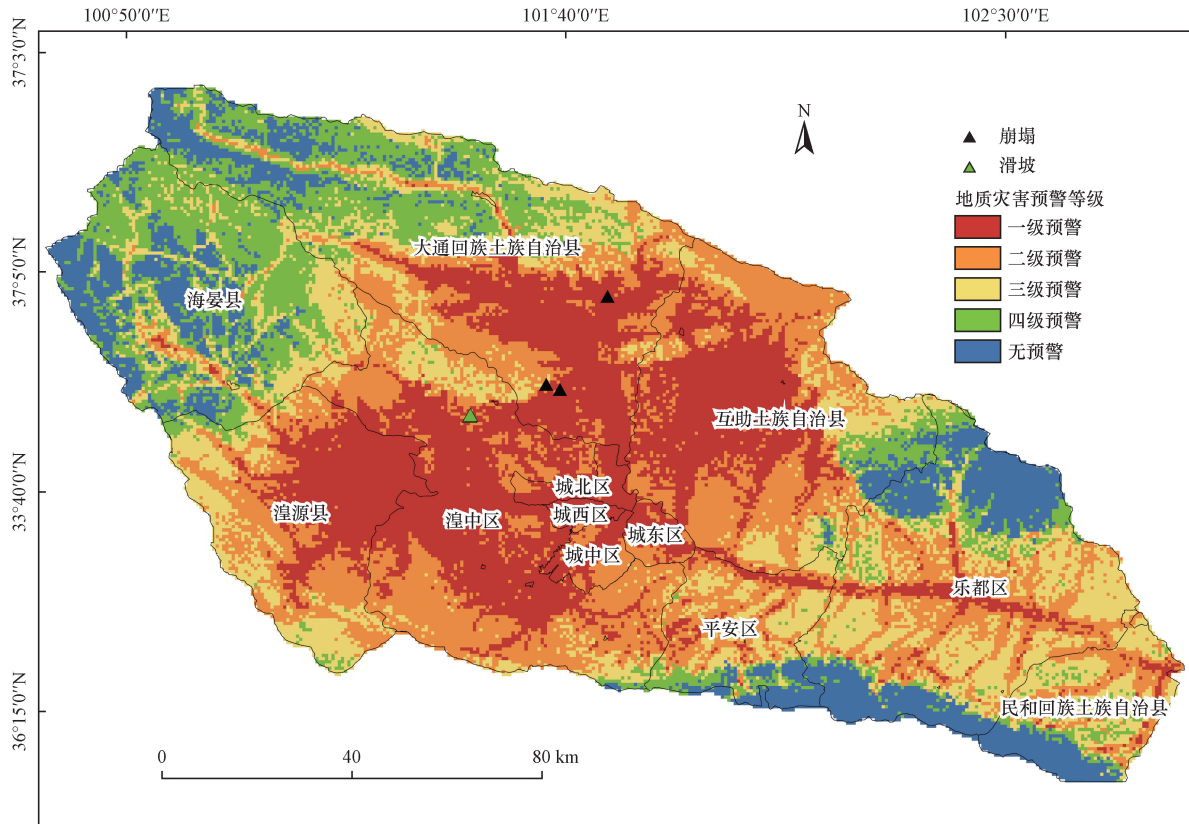 100°50′0″E
101°40′0″E
102°30′0″E
37°3′0″N
37°50′0″N
33°40′0″N
36°15′0″N
N
崩塌
滑坡
地质灾害预警等级
一级预警
二级预警
三级预警
四级预警
无预警
大通回族土族自治县
海晏县
互助土族自治县
城北区
湟源县
湟中区
城西区
城东区
城中区
乐都区
平安区
民和回族土族自治县
0
40
80 km